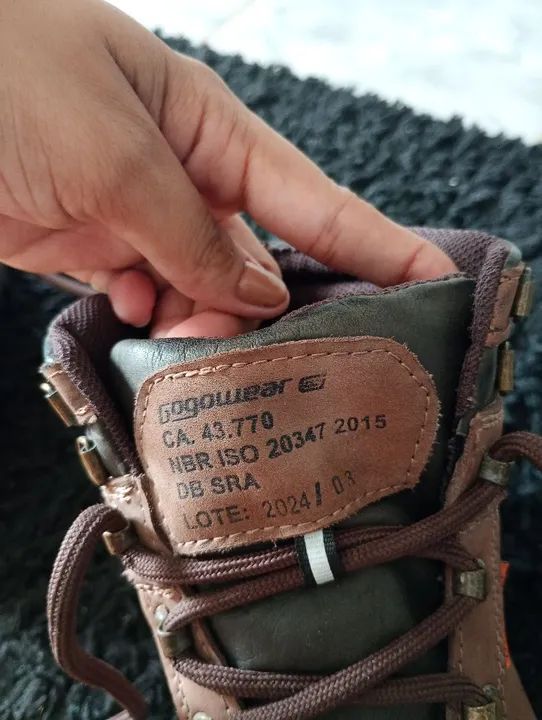 Gogowear
CA. 43.770
NBR ISO 20347 2015
DB SRA
LOTE: 2024/03